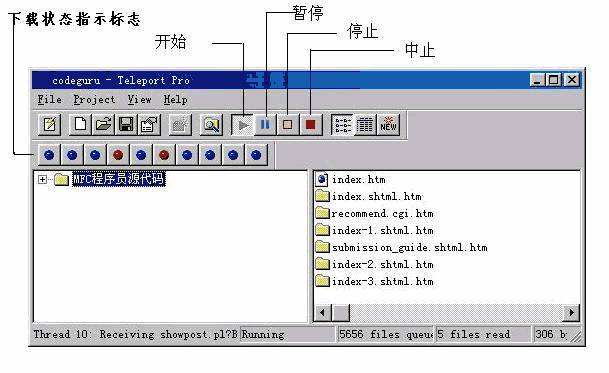 下载状态指示标志
暂停
开始
停止
中止
codeguru - Teleport Pro
File Project View Help
NEW
MFC程序员源代码
index.htm
index.shtml.htm
recommend.cgi.htm
index-1.shtml.htm
submission_guide.shtml.htm
index-2.shtml.htm
index-3.shtml.htm
Thread 10: Receiving showpost.pl?B Running 5656 files queue 5 files read 306 b